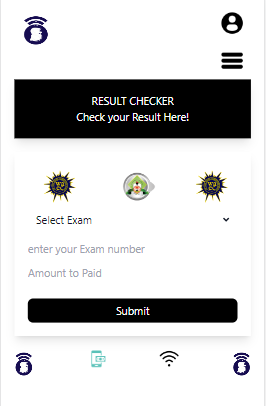 RESULT CHECKER
Check your Result Here!
Select Exam
enter your Exam number
Amount to Paid
Submit